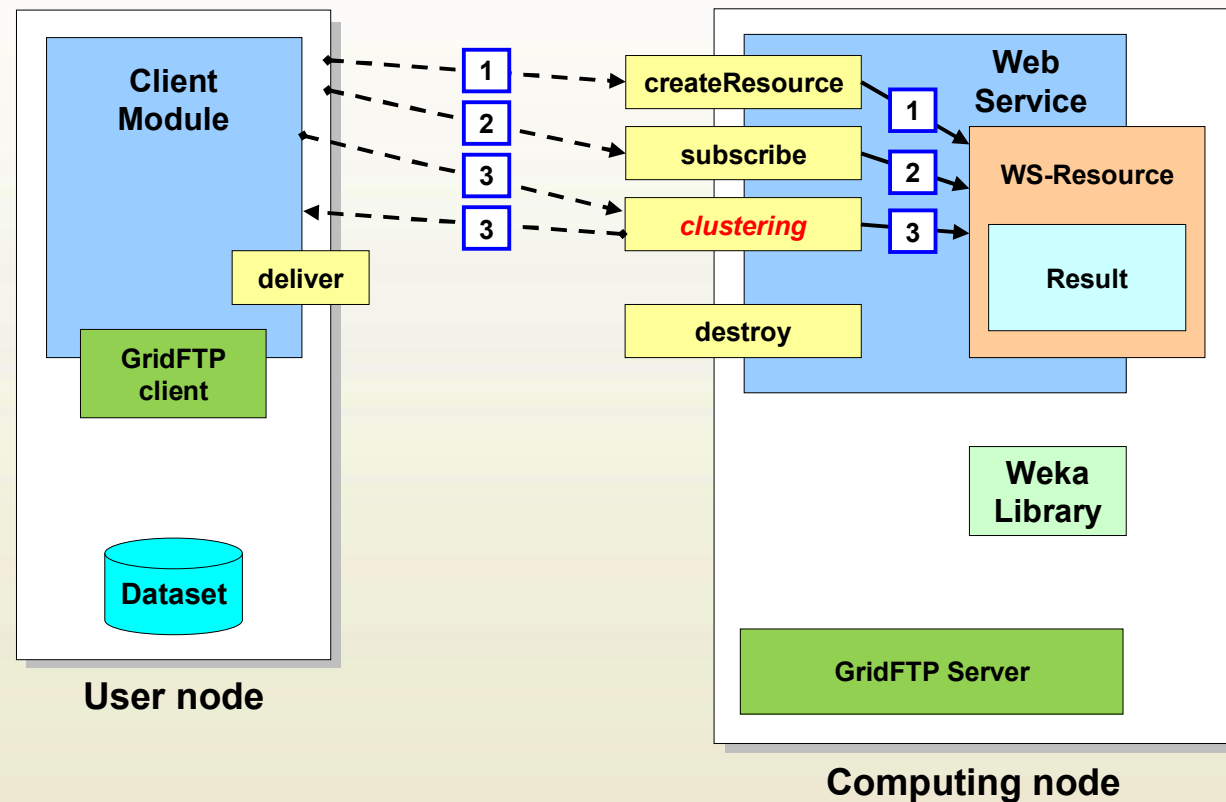 Client
Module
1
2
3
3
deliver
GridFTP
client
Dataset
User node
createResource
subscribe
clustering
destroy
Web
Service
1
2
3
WS-Resource
Result
Weka
Library
GridFTP Server
Computing node